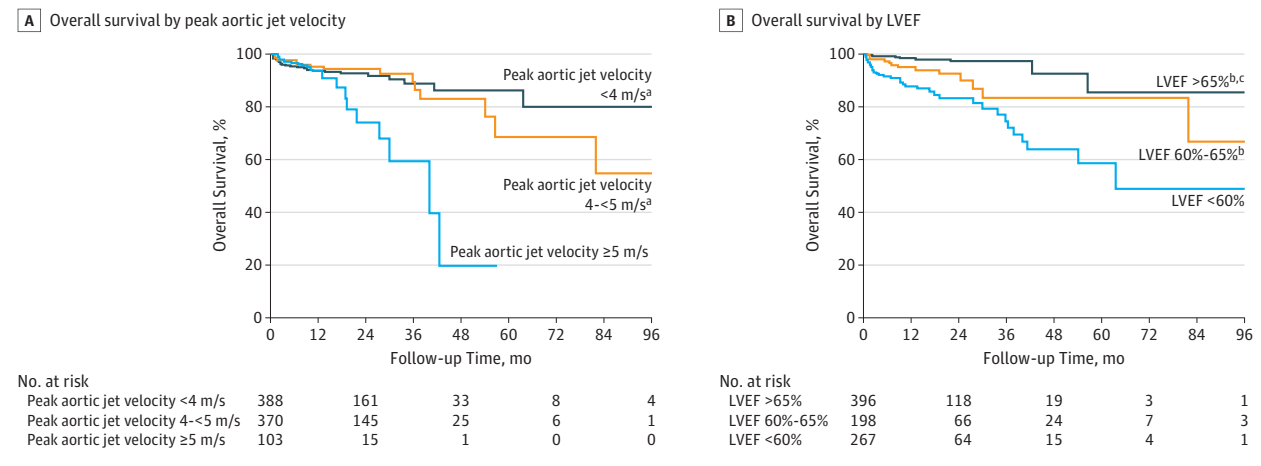 A Overall survival by peak aortic jet velocity
100
80
60
40
20
0
Overall Survival, %
Peak aortic jet velocity
<4 m/sᵃ
Peak aortic jet velocity
4-<5 m/sᵃ
Peak aortic jet velocity ≥5 m/s
0 12 24 36 48 60 72 84 96
Follow-up Time, mo
No. at risk
Peak aortic jet velocity <4 m/s 388 161 33 8 4
Peak aortic jet velocity 4-<5 m/s 370 145 25 6 1
Peak aortic jet velocity ≥5 m/s 103 15 1 0 0
B Overall survival by LVEF
100
80
60
40
20
0
Overall Survival, %
LVEF >65%ᵇ,ᶜ
LVEF 60%-65%ᵇ
LVEF <60%
0 12 24 36 48 60 72 84 96
Follow-up Time, mo
No. at risk
LVEF >65% 396 118 19 3 1
LVEF 60%-65% 198 66 24 7 3
LVEF <60% 267 64 15 4 1